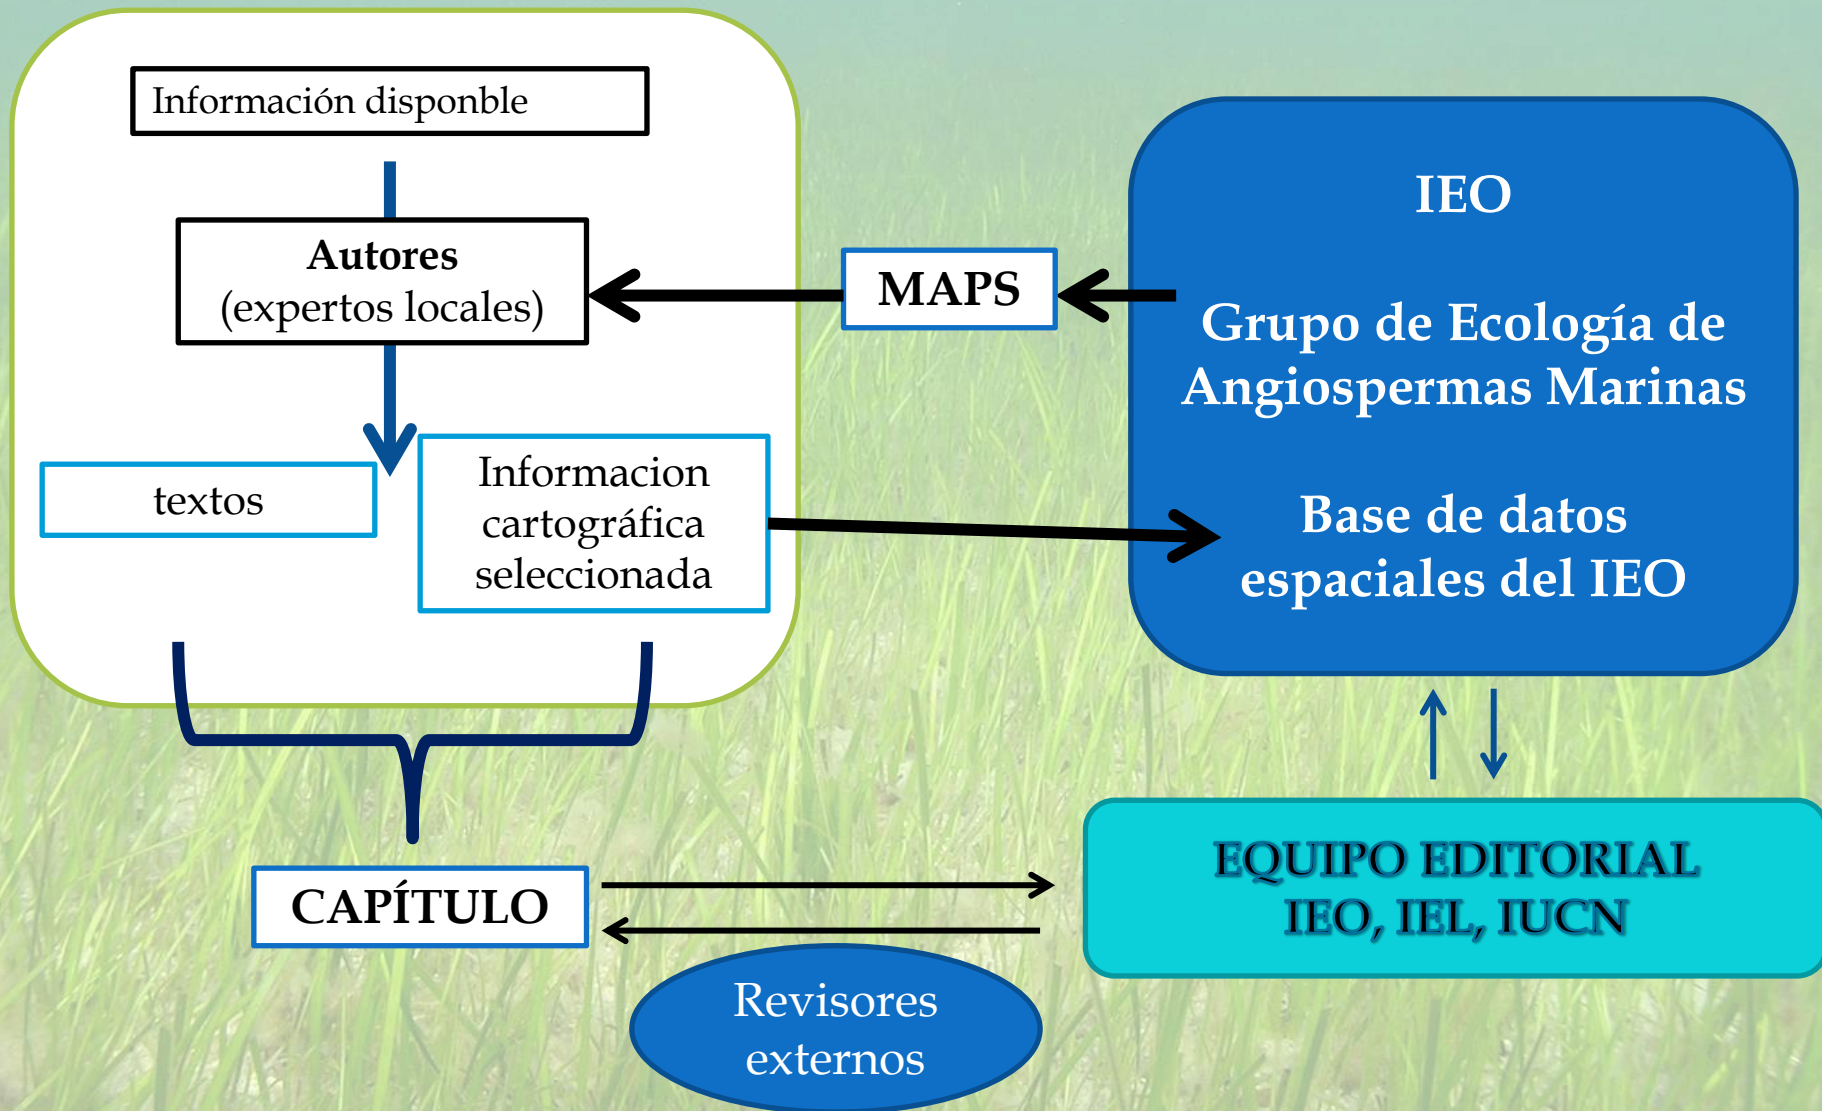 Información disponble
Autores
(expertos locales)
textos
Informacion
cartográfica
seleccionada
MAPS
IEO
Grupo de Ecología de
Angiospermas Marinas
Base de datos
espaciales del IEO
CAPÍTULO
EQUIPO EDITORIAL
IEO, IEL, IUCN
Revisores
externos